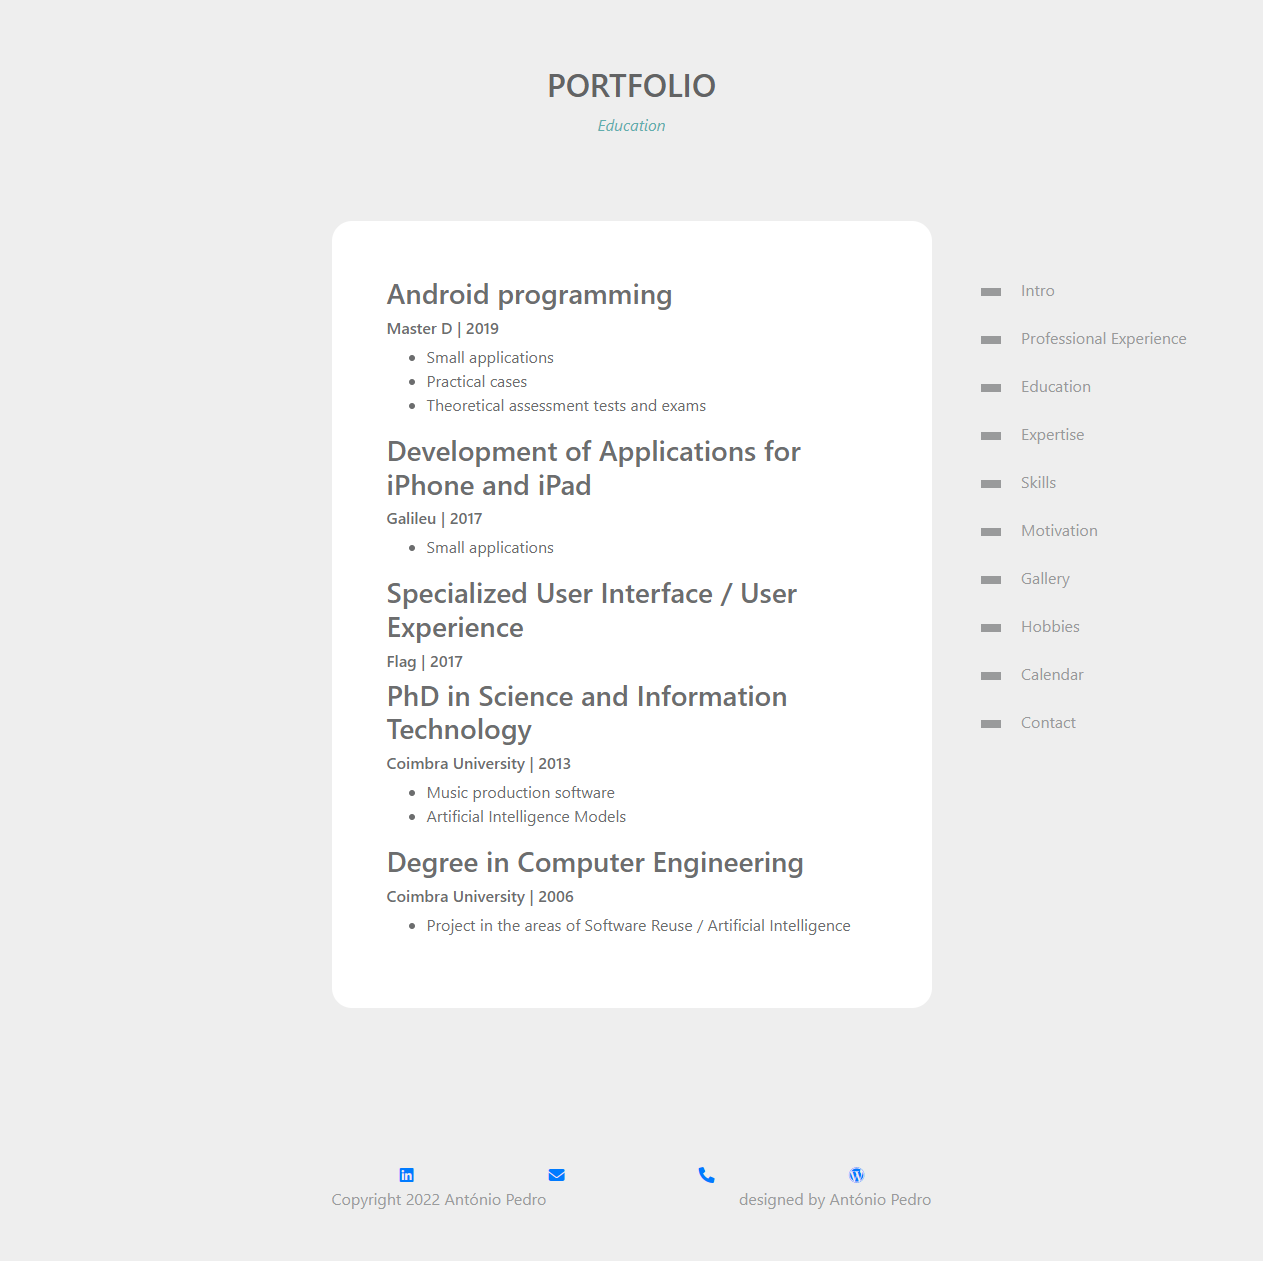 PORTFOLIO
Education
Android programming
Master D | 2019
Small applications
Practical cases
Theoretical assessment tests and exams
Development of Applications for
iPhone and iPad
Galileu | 2017
Small applications
Specialized User Interface / User
Experience
Flag | 2017
PhD in Science and Information
Technology
Coimbra University | 2013
Music production software
Artificial Intelligence Models
Degree in Computer Engineering
Coimbra University | 2006
Project in the areas of Software Reuse / Artificial Intelligence
Intro
Professional Experience
Education
Expertise
Skills
Motivation
Gallery
Hobbies
Calendar
Contact
Copyright 2022 António Pedro
designed by António Pedro